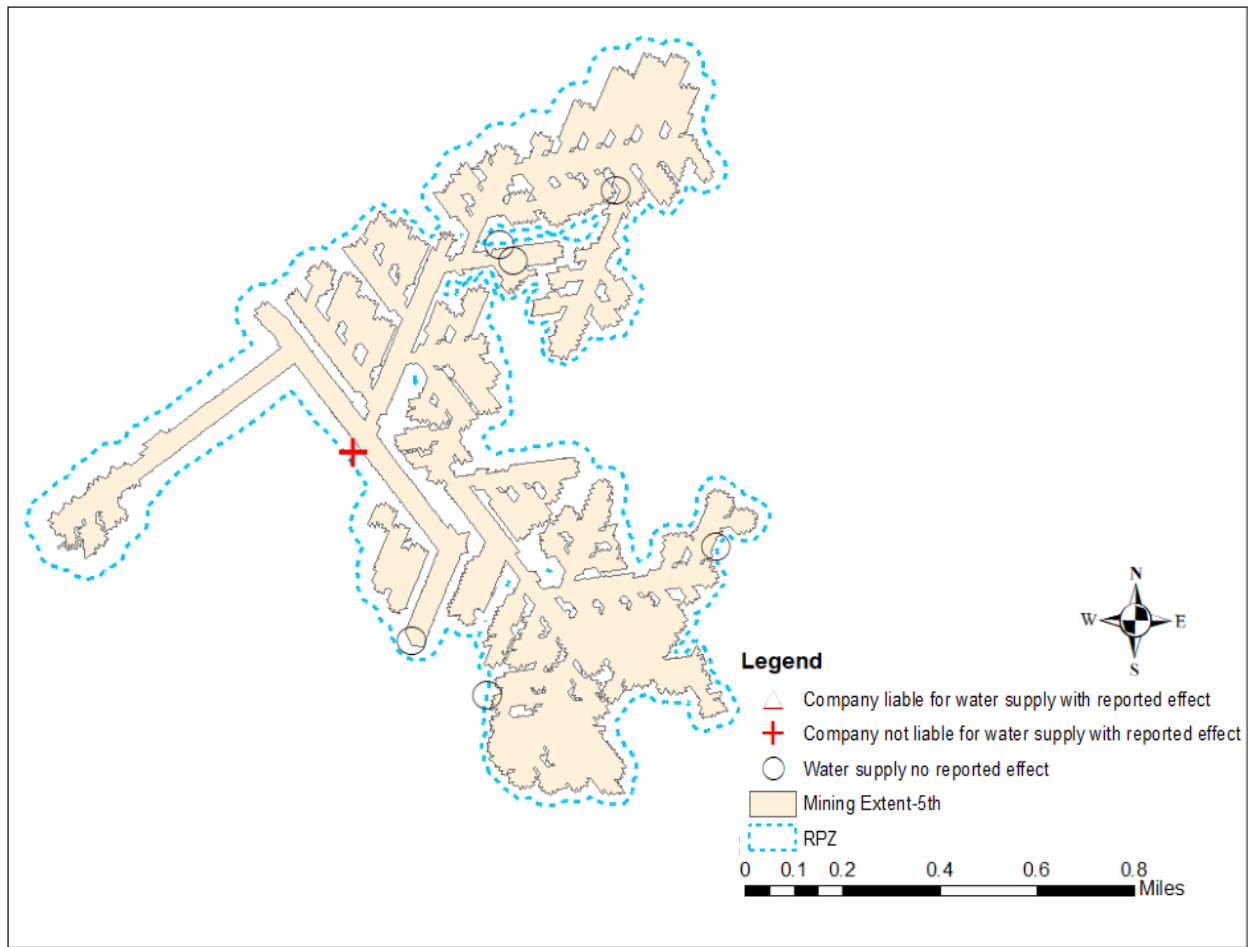 N
W E
S
Legend
Company liable for water supply with reported effect
Company not liable for water supply with reported effect
Water supply no reported effect
Mining Extent-5th
RPZ
0 0.1 0.2 0.4 0.6 0.8
Miles